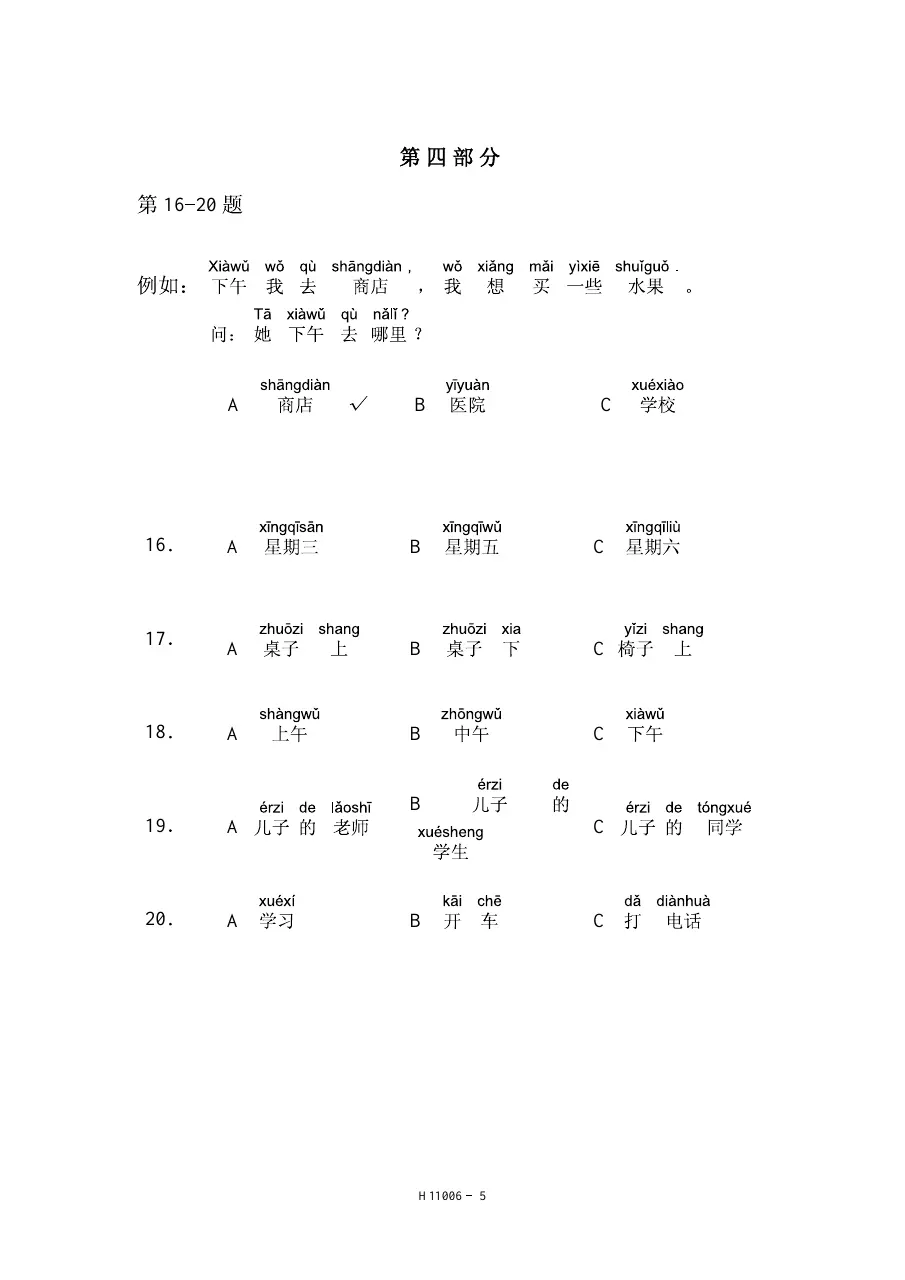 第四部分
第 16-20 题
Xiàwǔ wǒ qù shāngdiàn, wǒ xiǎng mǎi yìxiē shuǐguǒ.
例如: 下午 我 去 商店 , 我 想 买 一些 水果 。
Tā xiàwǔ qù nǎlǐ?
问: 她 下午 去 哪里 ?
shāngdiàn yīyuàn xuéxiào
A 商店 √ B 医院 C 学校
xīngqīsān xīngqīwǔ xīngqīliù
16. A 星期三 B 星期五 C 星期六
zhuōzi shang zhuōzi xia yǐzi shang
17. A 桌子 上 B 桌子 下 C 椅子 上
shàngwǔ zhōngwǔ xiàwǔ
18. A 上午 B 中午 C 下午
érzi de lǎoshī érzi de érzi de tóngxué
19. A 儿子 的 老师 B 儿子 的 C 儿子 的 同学
xuésheng
学生
xuéxí kāi chē dǎ diànhuà
20. A 学习 B 开 车 C 打 电话
H11006 - 5